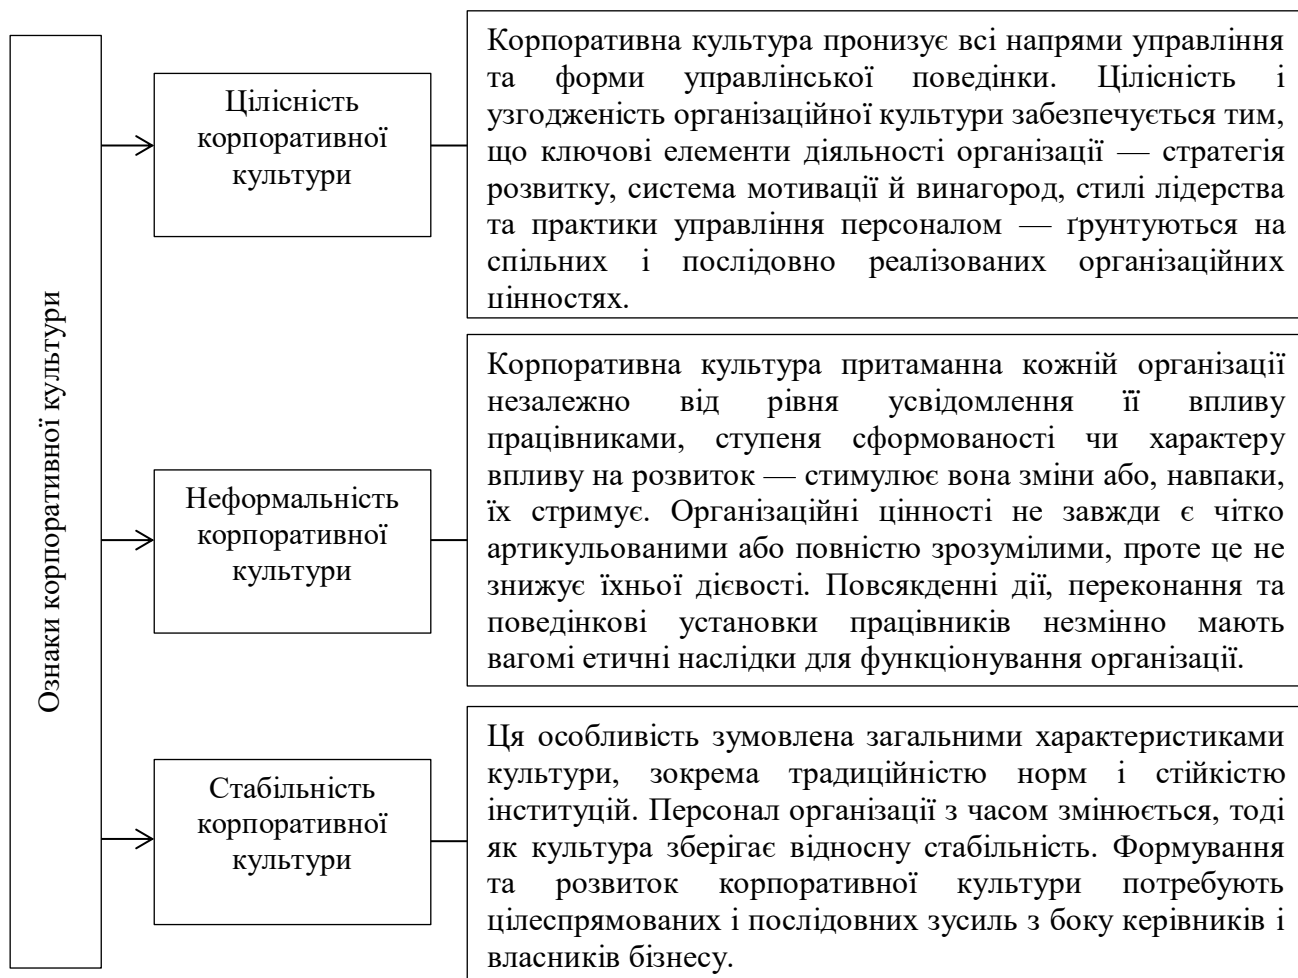 Ознаки корпоративної культури
Цілісність
корпоративної
культури
Корпоративна культура пронизує всі напрями управління
та форми управлінської поведінки. Цілісність і
узгодженість організаційної культури забезпечується тим,
що ключові елементи діяльності організації — стратегія
розвитку, система мотивації й винагород, стилі лідерства
та практики управління персоналом — ґрунтуються на
спільних і послідовно реалізованих організаційних
цінностях.
Неформальність
корпоративної
культури
Корпоративна культура притаманна кожній організації
незалежно від рівня усвідомлення її впливу
працівниками, ступеня сформованості чи характеру
впливу на розвиток — стимулює вона зміни або, навпаки,
їх стримує. Організаційні цінності не завжди є чітко
артикульованими або повністю зрозумілими, проте це не
знижує їхньої дієвості. Повсякденні дії, переконання та
поведінкові установки працівників незмінно мають
вагомі етичні наслідки для функціонування організації.
Стабільність
корпоративної
культури
Ця особливість зумовлена загальними характеристиками
культури, зокрема традиційністю норм і стійкістю
інституцій. Персонал організації з часом змінюється, тоді
як культура зберігає відносну стабільність. Формування
та розвиток корпоративної культури потребують
цілеспрямованих і послідовних зусиль з боку керівників і
власників бізнесу.